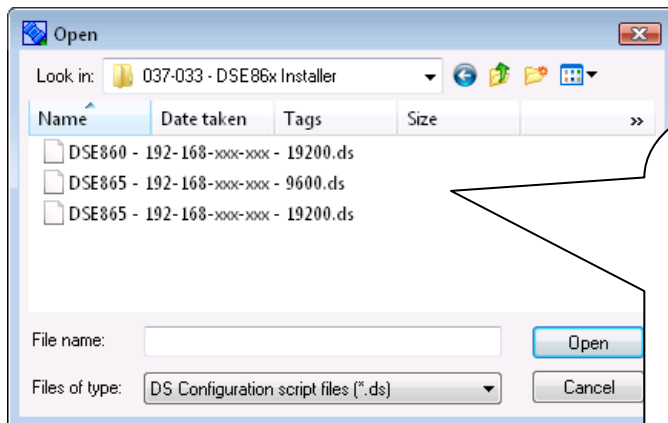 Open
Look in: 037-033 - DSE86x Installer
Name Date taken Tags Size »
DSE860 - 192-168-xxx-xxx - 19200.ds
DSE865 - 192-168-xxx-xxx - 9600.ds
DSE865 - 192-168-xxx-xxx - 19200.ds
File name: Open
Files of type: DS Configuration script files (*.ds) Cancel